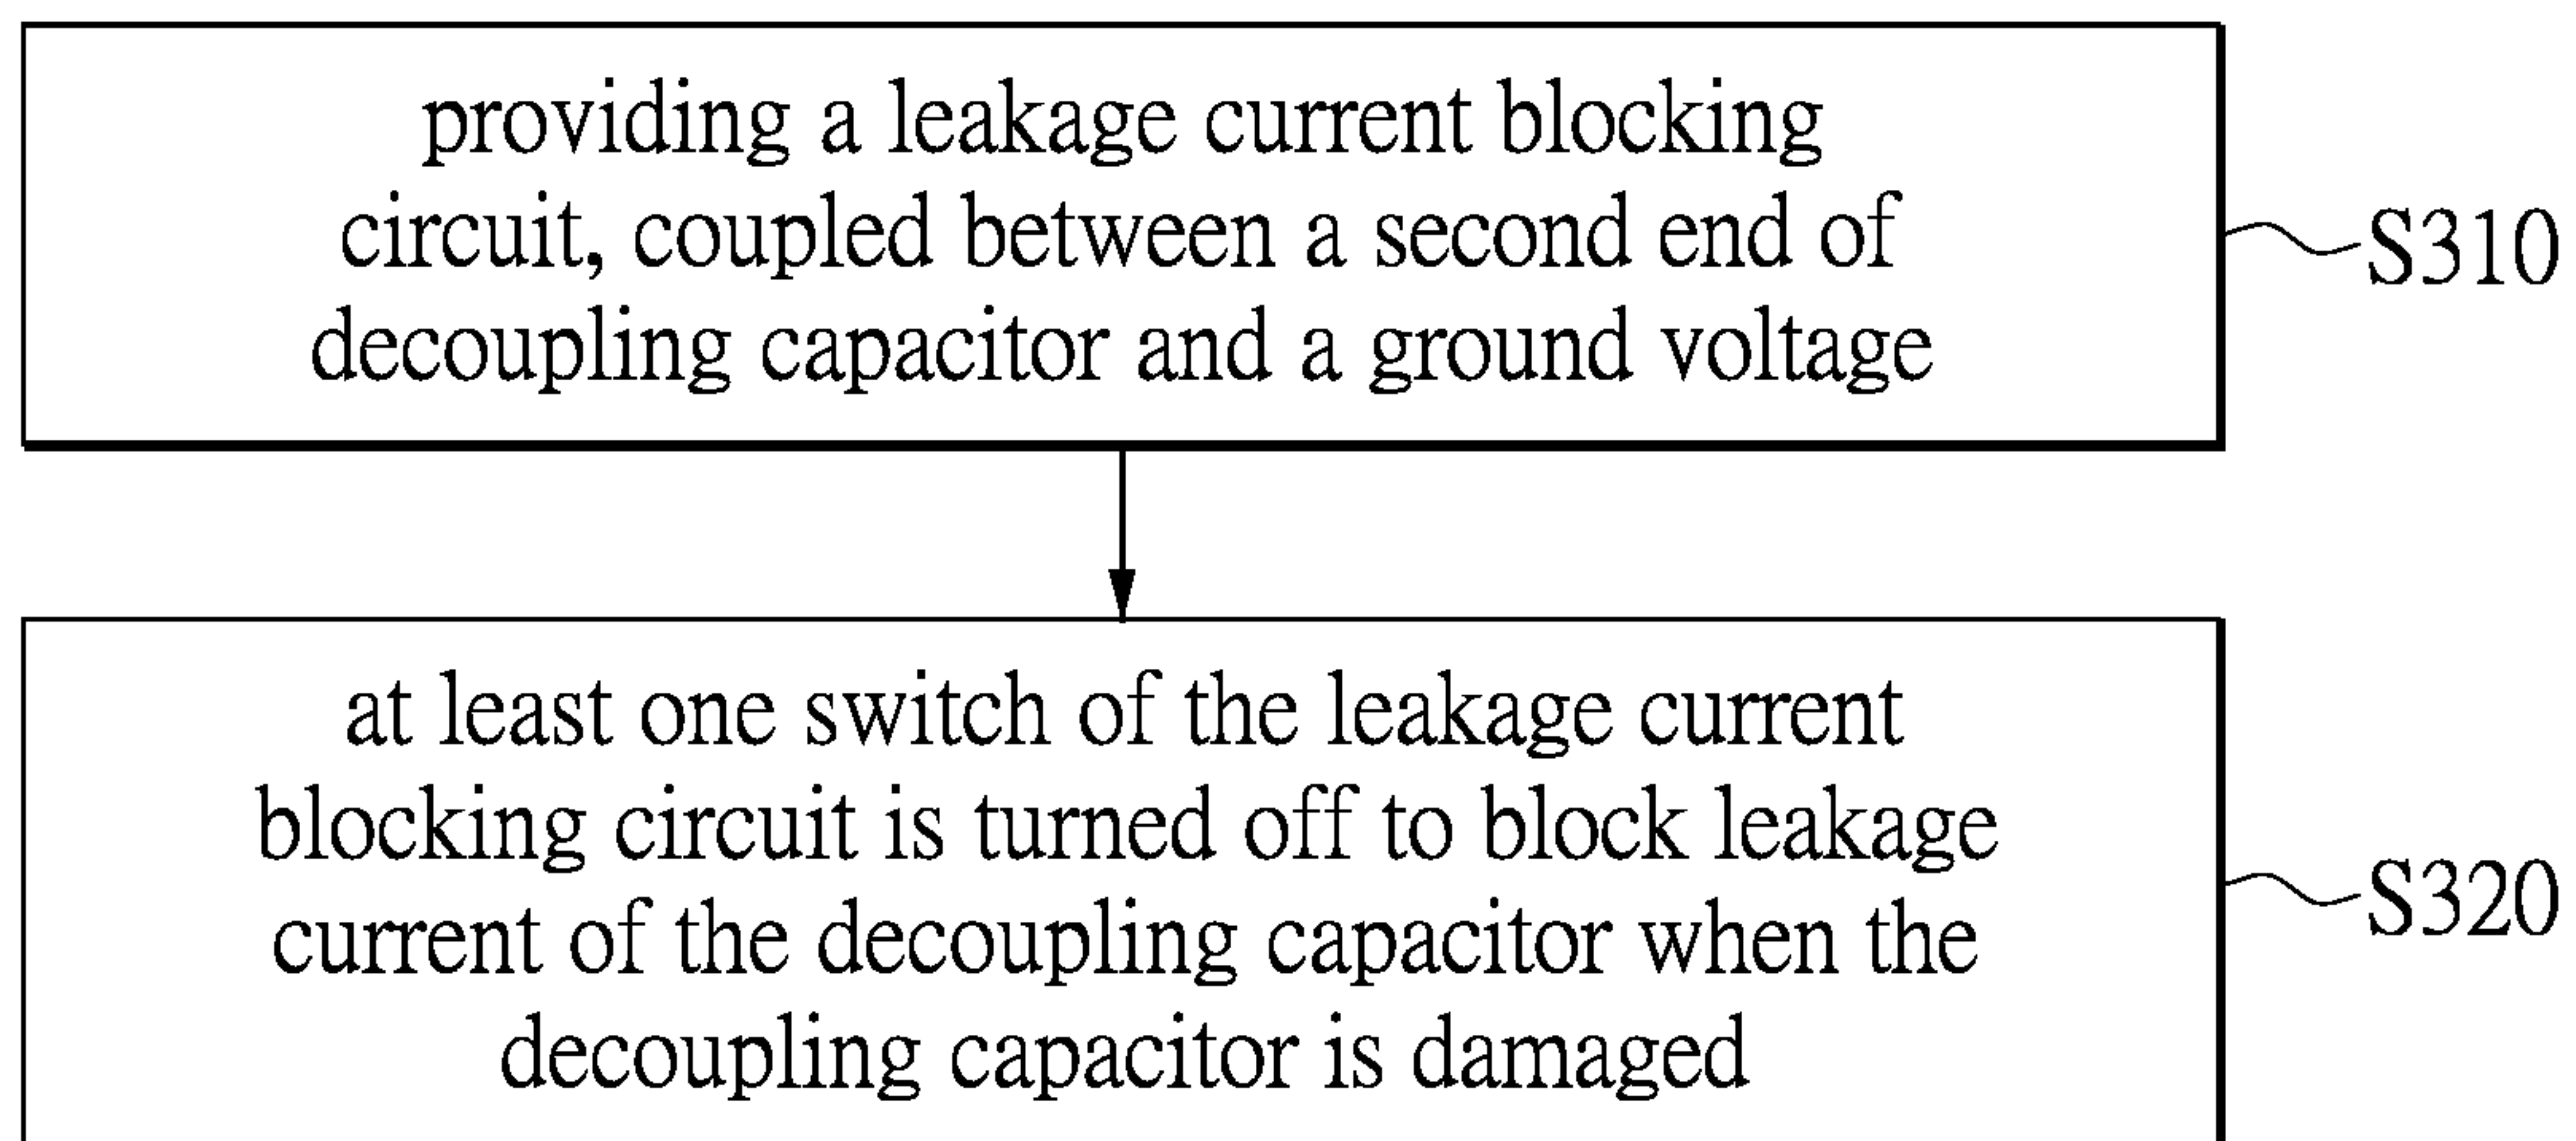 providing a leakage current blocking
circuit, coupled between a second end of
decoupling capacitor and a ground voltage
S310
at least one switch of the leakage current
blocking circuit is turned off to block leakage
current of the decoupling capacitor when the
decoupling capacitor is damaged
S320